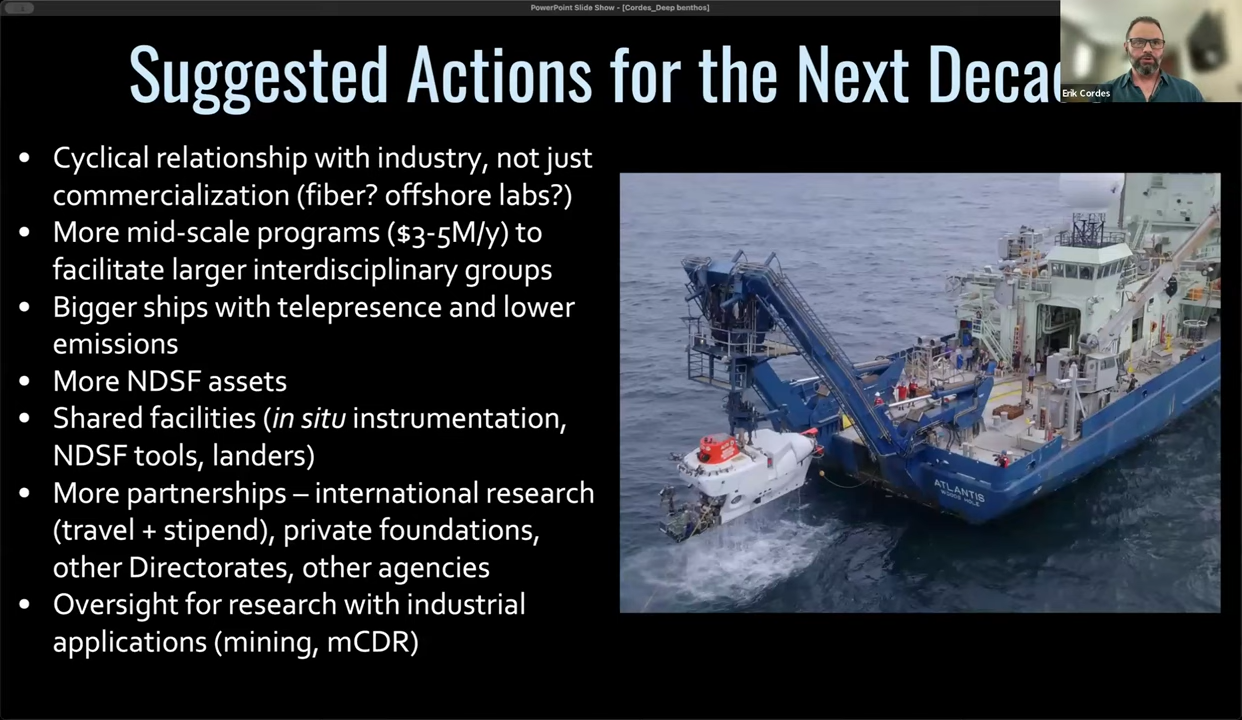 PowerPoint Slide Show - [Cordes_Deep benthos]
Suggested Actions for the Next Deca
Erik Cordes
• Cyclical relationship with industry, not just
commercialization (fiber? offshore labs?)
• More mid-scale programs ($3-5M/y) to
facilitate larger interdisciplinary groups
• Bigger ships with telepresence and lower
emissions
• More NDSF assets
• Shared facilities (in situ instrumentation,
NDSF tools, landers)
• More partnerships – international research
(travel + stipend), private foundations,
other Directorates, other agencies
• Oversight for research with industrial
applications (mining, mCDR)
ATLANTIS
WOODS HOLE